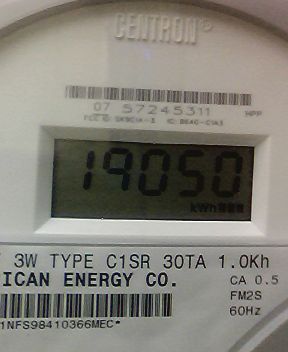 CENTRON®
07 57245311 HPP
19050
kWh
3W TYPE C1SR 30TA 1.0Kh
ICAN ENERGY CO. CA 0.5
FM2S
60Hz
1NFS98410366MEC*